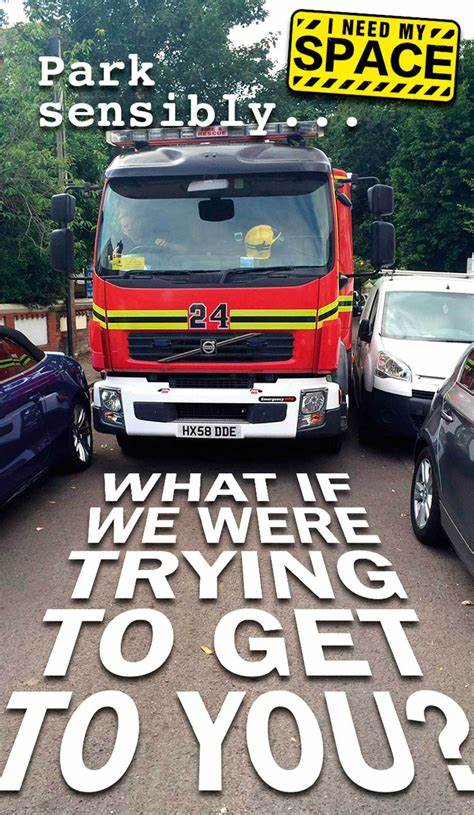 I NEED MY
SPACE
Park
sensibly...
RESCUE
24
HX58 DDE
WHAT IF
WE WERE
TRYING
TO GET
TO YOU?